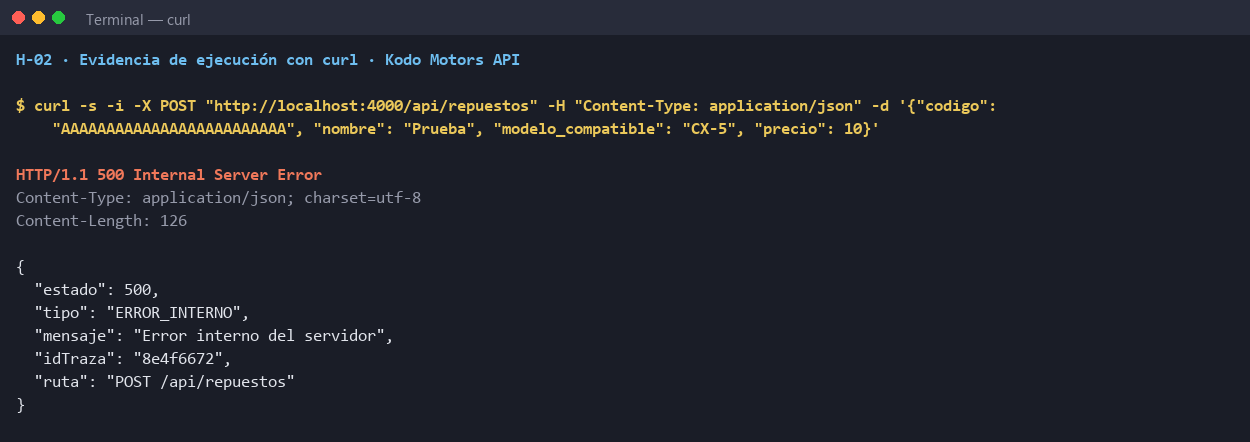 Terminal — curl
H-02 · Evidencia de ejecución con curl · Kodo Motors API
$ curl -s -i -X POST "http://localhost:4000/api/repuestos" -H "Content-Type: application/json" -d '{"codigo":
"AAAAAAAAAAAAAAAAAAAAAAAAA", "nombre": "Prueba", "modelo_compatible": "CX-5", "precio": 10}'
HTTP/1.1 500 Internal Server Error
Content-Type: application/json; charset=utf-8
Content-Length: 126
{
"estado": 500,
"tipo": "ERROR_INTERNO",
"mensaje": "Error interno del servidor",
"idTraza": "8e4f6672",
"ruta": "POST /api/repuestos"
}